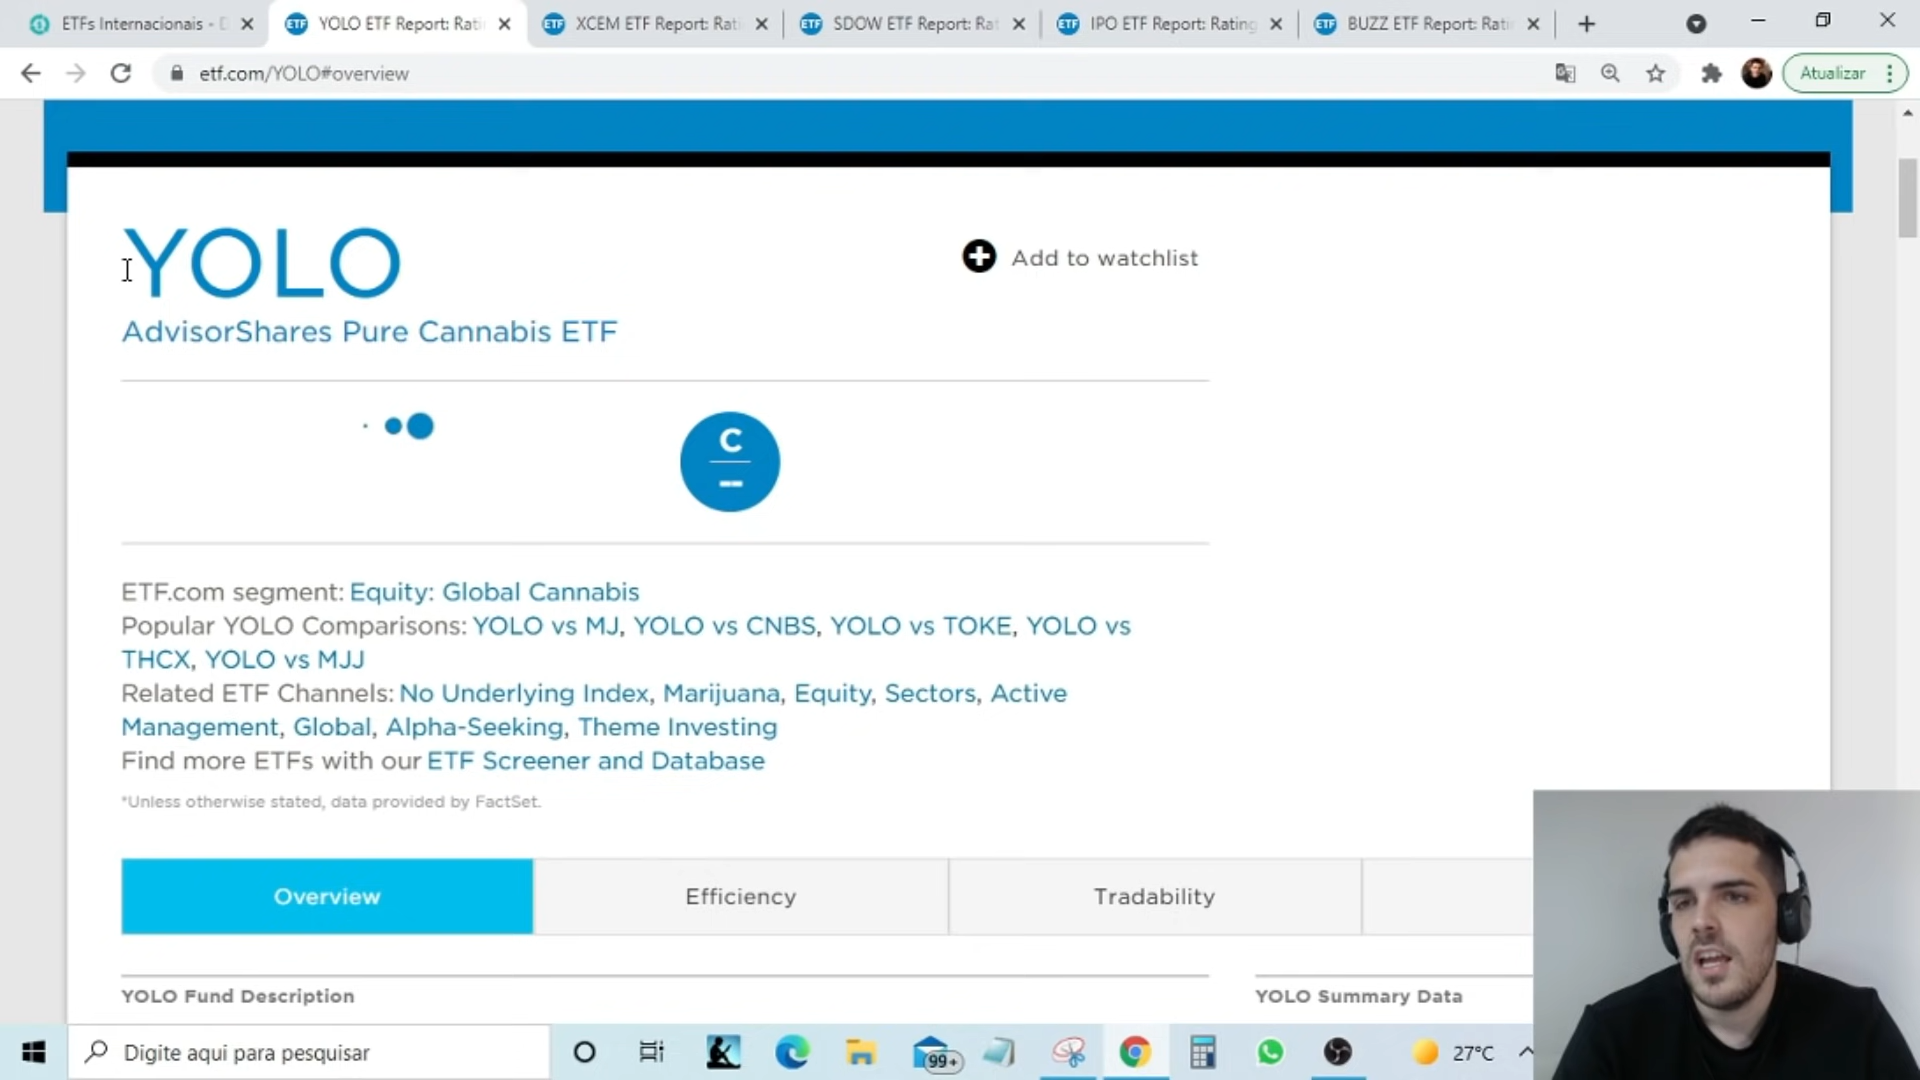 ETFs Internacionais -
YOLO ETF Report: Rati
XCEM ETF Report: Rati
SDOW ETF Report: Rat
IPO ETF Report: Rating
BUZZ ETF Report: Rati
etf.com/YOLO#overview
Atualizar
YOLO
Add to watchlist
AdvisorShares Pure Cannabis ETF
C
--
ETF.com segment: Equity: Global Cannabis
Popular YOLO Comparisons: YOLO vs MJ, YOLO vs CNBS, YOLO vs TOKE, YOLO vs
THCX, YOLO vs MJJ
Related ETF Channels: No Underlying Index, Marijuana, Equity, Sectors, Active
Management, Global, Alpha-Seeking, Theme Investing
Find more ETFs with our ETF Screener and Database
*Unless otherwise stated, data provided by FactSet.
Overview
Efficiency
Tradability
YOLO Fund Description
YOLO Summary Data
Digite aqui para pesquisar
99+
27°C